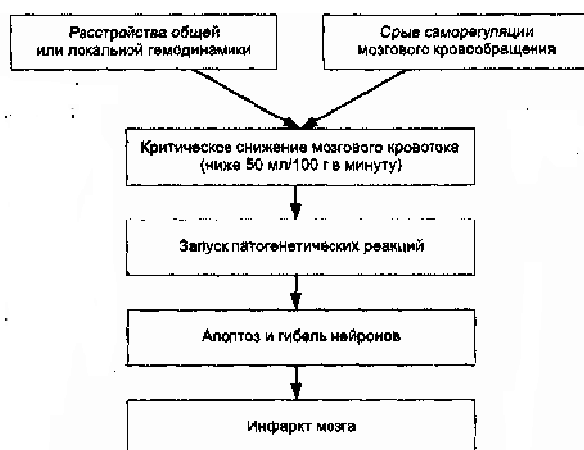 Расстройства общей
или локальной гемодинамики
Срыв саморегуляции
мозгового кровообращения
Критическое снижение мозгового кровотока
(ниже 50 мл/100 г в минуту)
Запуск патогенетических реакций
Апоптоз и гибель нейронов
Инфаркт мозга